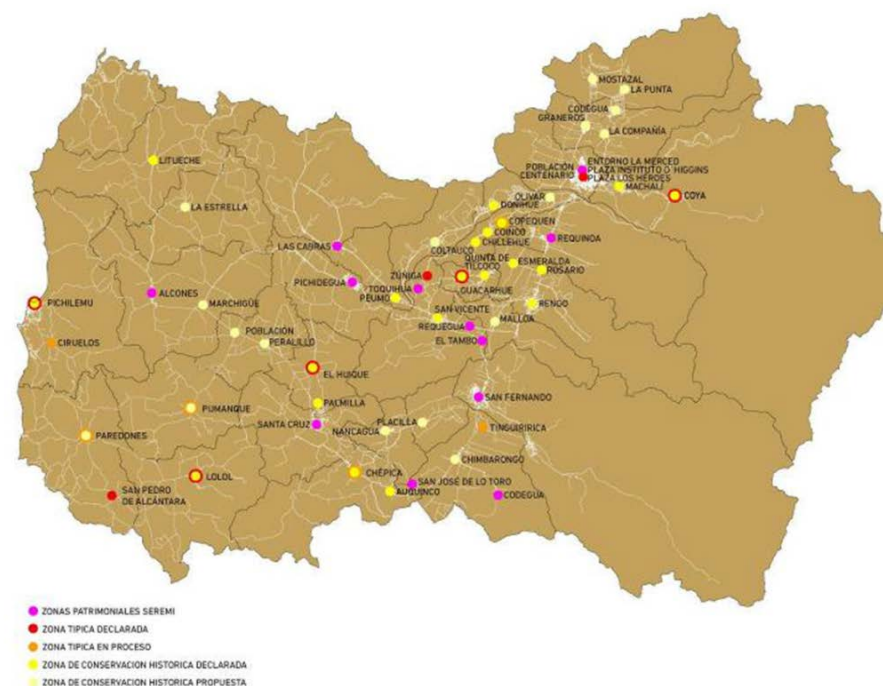 MOSTAZAL
LA PUNTA
CODEGUA
GRANEROS
LA COMPAÑÍA
ENTORNO LA MERCED
POBLACIÓN
CENTENARIO
PLAZA INSTITUTO O´HIGGINS
PLAZA LOS HÉROES
MACHALÍ
COYA
LITUECHE
LA ESTRELLA
OLIVAR
DOÑIHUE
COPEQUEN
COINCO
CHILLEHUE
COLTAUCO
REQUINOA
LAS CABRAS
QUINTA DE
TILCOCO
ESMERALDA
ROSARIO
ZÚÑIGA
GUACARHUE
PICHIDEGUA
TOQUIHUA
PEUMO
ALCONES
MARCHIGÜE
PICHILEMU
RENGO
SAN VICENTE
MALLOA
REQUEGUA
EL TAMBO
CIRUELOS
POBLACIÓN
PERALILLO
EL HUIQUE
PALMILLA
SAN FERNANDO
PUMANQUE
PLACILLA
SANTA CRUZ
NANCAGUA
TINGUIRIRICA
PAREDONES
CHIMBARONGO
CHÉPICA
LOLOL
SAN JOSÉ DE LO TORO
AUQUINCO
CODEGUA
SAN PEDRO
DE ALCÁNTARA
ZONAS PATRIMONIALES SEREMI
ZONA TIPICA DECLARADA
ZONA TIPICA EN PROCESO
ZONA DE CONSERVACION HISTORICA DECLARADA
ZONA DE CONSERVACION HISTORICA PROPUESTA